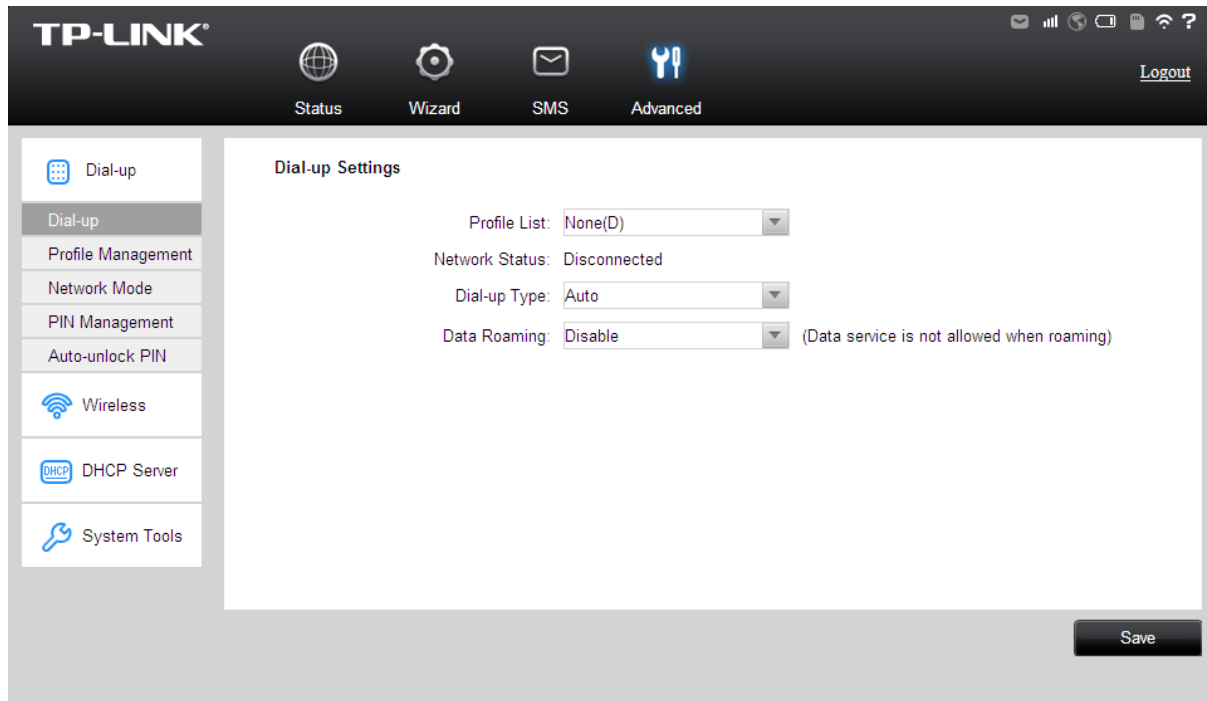 TP-LINK®
Status Wizard SMS Advanced
?
Logout
Dial-up
Dial-up
Profile Management
Network Mode
PIN Management
Auto-unlock PIN
Wireless
DHCP DHCP Server
System Tools
Dial-up Settings
Profile List: None(D)
Network Status: Disconnected
Dial-up Type: Auto
Data Roaming: Disable (Data service is not allowed when roaming)
Save